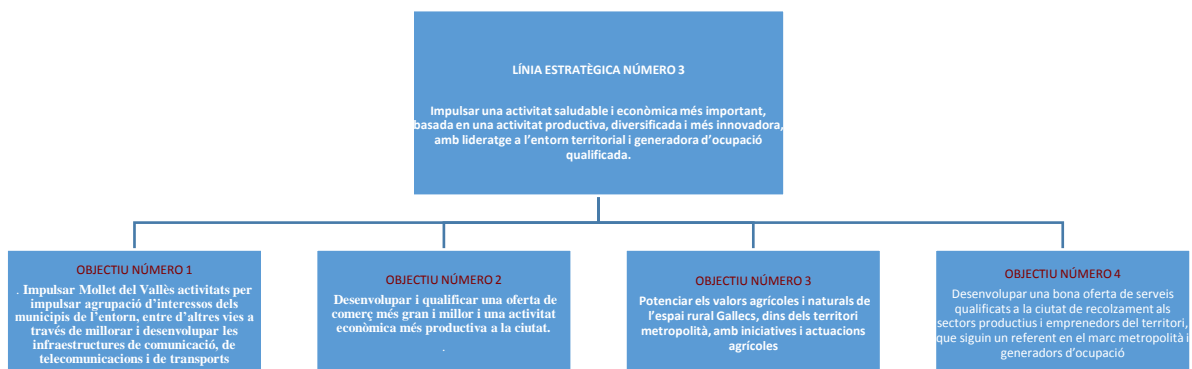 LÍNIA ESTRATÈGICA NÚMERO 3
Impulsar una activitat saludable i econòmica més important,
basada en una activitat productiva, diversificada i més innovadora,
amb lideratge a l'entorn territorial i generadora d'ocupació
qualificada.
OBJECTIU NÚMERO 1
. Impulsar Mollet del Vallès activitats per
impulsar agrupació d'interessos dels
municipis de l'entorn, entre d'altres vies a
través de millorar i desenvolupar les
infraestructures de comunicació, de
telecomunicacions i de transports
OBJECTIU NÚMERO 2
Desenvolupar i qualificar una oferta de
comerç més gran i millor i una activitat
econòmica més productiva a la ciutat.
.
OBJECTIU NÚMERO 3
Potenciar els valors agrícoles i naturals de
l'espai rural Gallecs, dins del territori
metropolità, amb iniciatives i actuacions
agrícoles
OBJECTIU NÚMERO 4
Desenvolupar una bona oferta de serveis
qualificats a la ciutat de recolzament als
sectors productius i emprenedors del territori,
que siguin un referent en el marc metropolità i
generadors d'ocupació